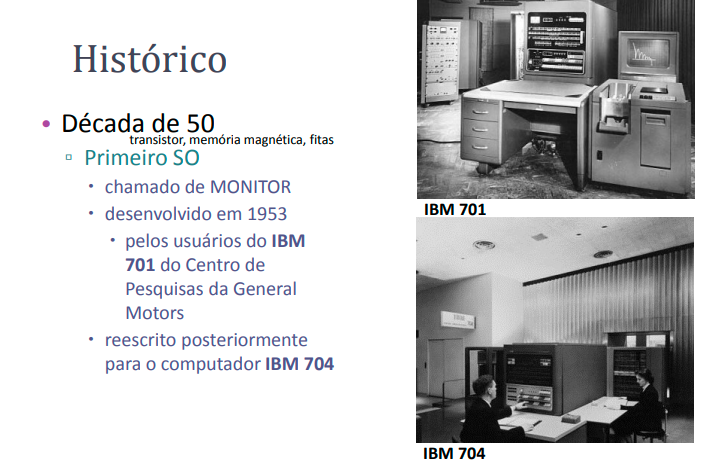 Histórico
• Década de 50
transistor, memória magnética, fitas
▫ Primeiro SO
• chamado de MONITOR
• desenvolvido em 1953
• pelos usuários do IBM
701 do Centro de
Pesquisas da General
Motors
• reescrito posteriormente
para o computador IBM 704
IBM 701
IBM 704